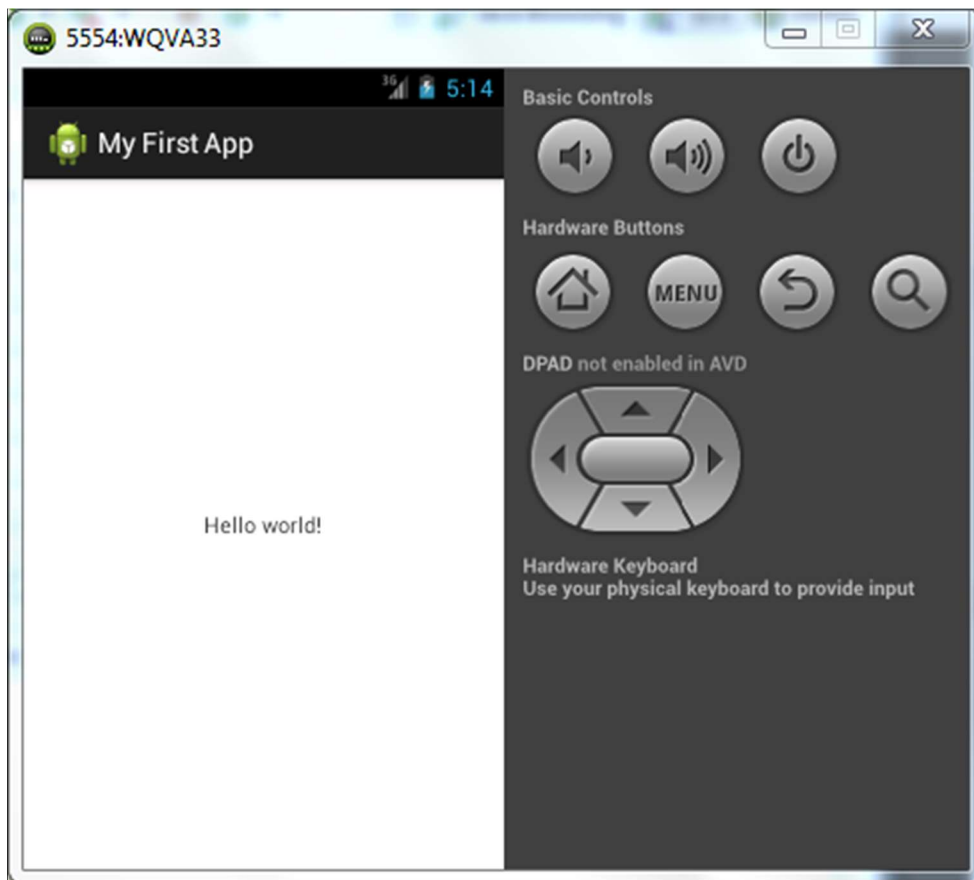 5554:WQVA33
3G 5:14
My First App
Hello world!
Basic Controls
Hardware Buttons
MENU
DPAD not enabled in AVD
Hardware Keyboard
Use your physical keyboard to provide input